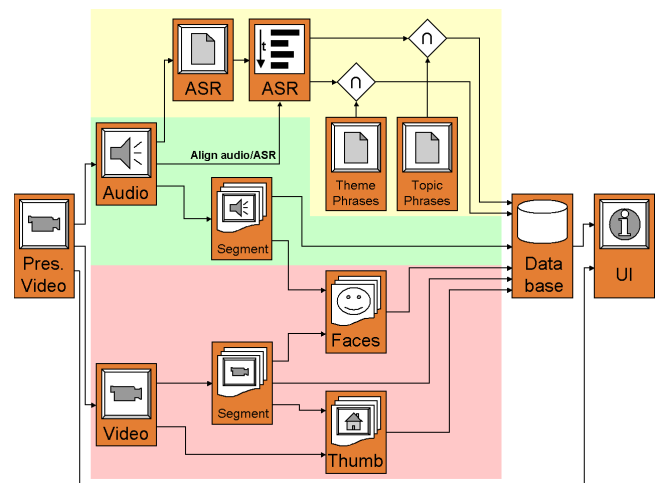 t
∩
ASR
ASR
∩
Align audio/ASR
Audio
Theme
Phrases
Topic
Phrases
Segment
Pres.
Video
Data
base
UI
Faces
Segment
Video
Thumb